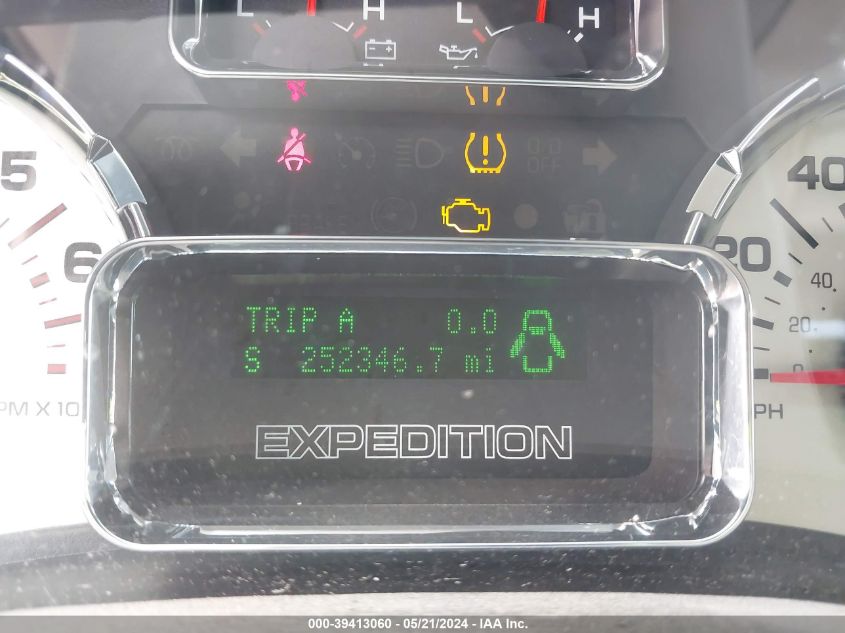 L H L H
5 40
OFF
6 20 40
TRIP A 0.0
20
S 252346.7 mi
0
PM X 10 PH
EXPEDITION
000-39413060 - 05/21/2024 - IAA Inc.